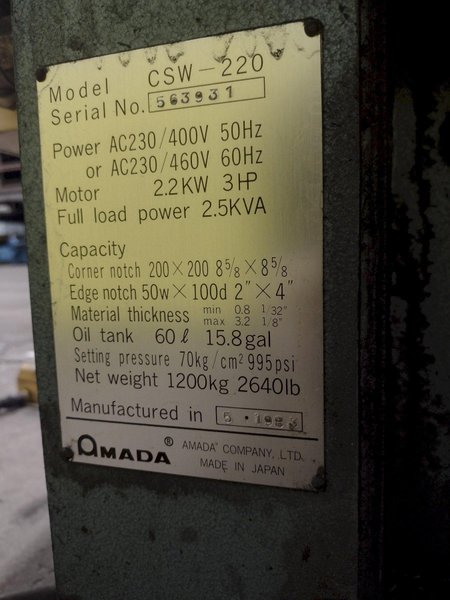 Model CSW-220
Serial No. 563931
Power AC230/400V 50Hz
or AC230/460V 60Hz
Motor 2.2KW 3HP
Full load power 2.5KVA
Capacity
Corner notch 200×200 8⅝×8⅝
Edge notch 50w×100d 2"×4"
Material thickness min 0.8 1/32"
max 3.2 1/8"
Oil tank 60ℓ 15.8gal
Setting pressure 70kg/cm² 995psi
Net weight 1200kg 2640lb
Manufactured in 5 ·
AMADA® AMADA® COMPANY, LTD.
MADE IN JAPAN